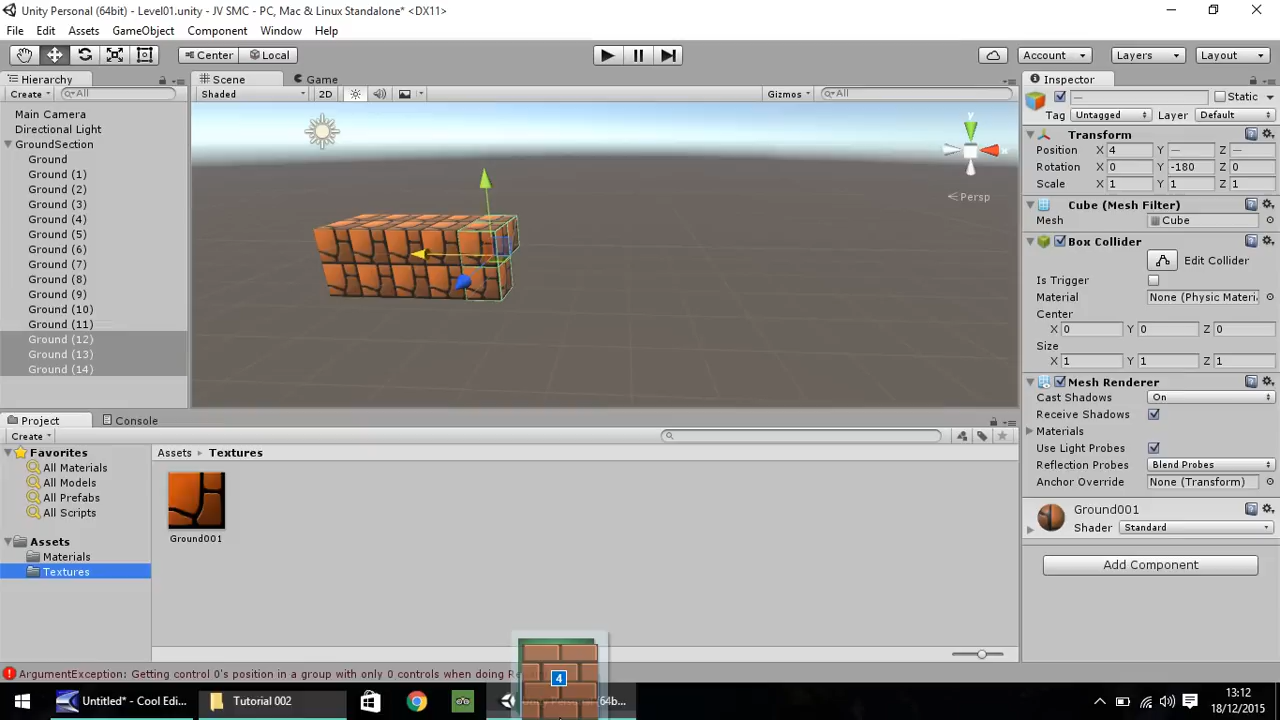 Unity Personal (64bit) - Level01.unity - JV SMC - PC, Mac & Linux Standalone* <DX11>
File Edit Assets GameObject Component Window Help
Center Local Account Layers Layout
Hierarchy
Create All
Main Camera
Directional Light
GroundSection
Ground
Ground (1)
Ground (2)
Ground (3)
Ground (4)
Ground (5)
Ground (6)
Ground (7)
Ground (8)
Ground (9)
Ground (10)
Ground (11)
Ground (12)
Ground (13)
Ground (14)
Scene Game
Shaded 2D Gizmos All
y
Persp
Inspector
— Static
Tag Untagged Layer Default
Transform
Position X 4 Y — Z —
Rotation X 0 Y -180 Z 0
Scale X 1 Y 1 Z 1
Cube (Mesh Filter)
Mesh Cube
Box Collider
Edit Collider
Is Trigger
Material None (Physic Materi
Center
X 0 Y 0 Z 0
Size
X 1 Y 1 Z 1
Mesh Renderer
Cast Shadows On
Receive Shadows
Materials
Use Light Probes
Reflection Probes Blend Probes
Anchor Override None (Transform)
Ground001
Shader Standard
Add Component
Project Console
Create
Favorites
All Materials
All Models
All Prefabs
All Scripts
Assets
Materials
Textures
Assets Textures
Ground001
ArgumentException: Getting control 0's position in a group with only 0 controls when doing
4
Untitled* - Cool Edi...
Tutorial 002
13:12
18/12/2015